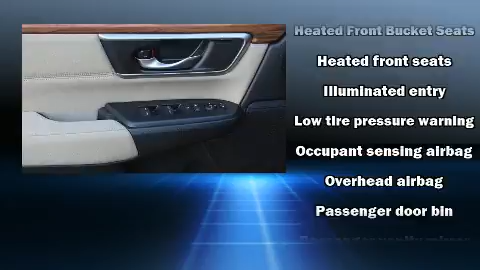 Heated Front Bucket Seats
Heated front seats
Illuminated entry
Low tire pressure warning
Occupant sensing airbag
Overhead airbag
Passenger door bin